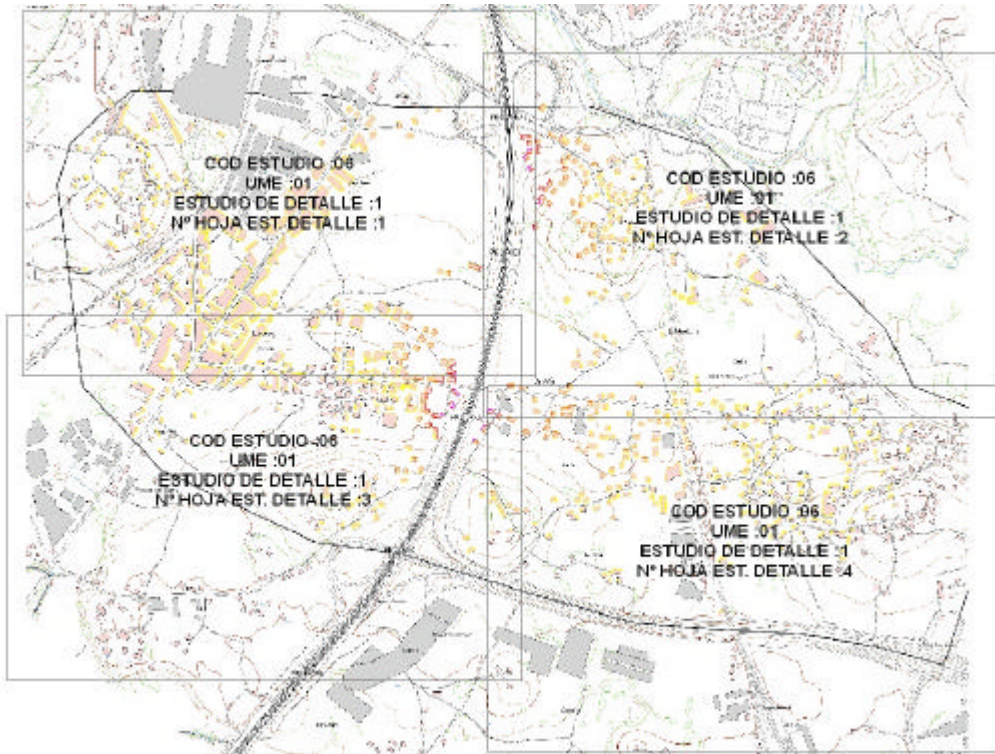 COD ESTUDIO :06
UME :01
ESTUDIO DE DETALLE :1
Nº HOJA EST. DETALLE :1
COD ESTUDIO :06
UME :01
ESTUDIO DE DETALLE :1
Nº HOJA EST. DETALLE :2
COD ESTUDIO :06
UME :01
ESTUDIO DE DETALLE :1
Nº HOJA EST. DETALLE :3
COD ESTUDIO :06
UME :01
ESTUDIO DE DETALLE :1
Nº HOJA EST. DETALLE :4